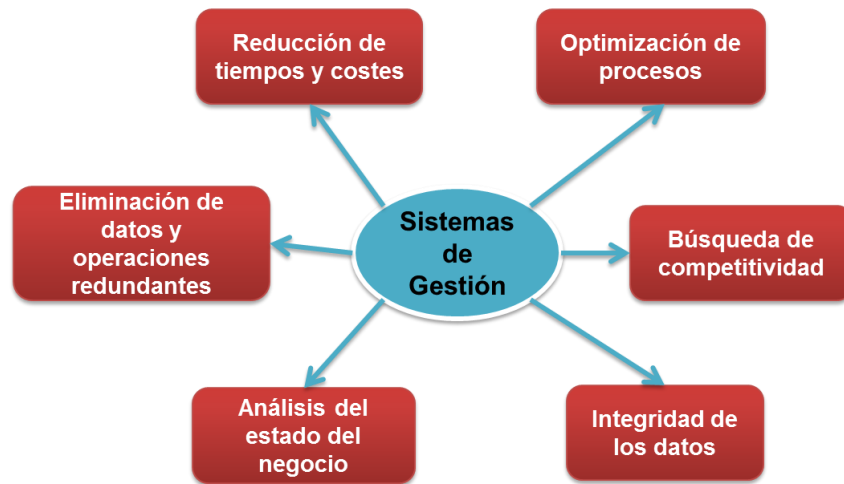 Reducción de
tiempos y costes
Optimización de
procesos
Eliminación de
datos y
operaciones
redundantes
Sistemas
de
Gestión
Búsqueda de
competitividad
Análisis del
estado del
negocio
Integridad de
los datos